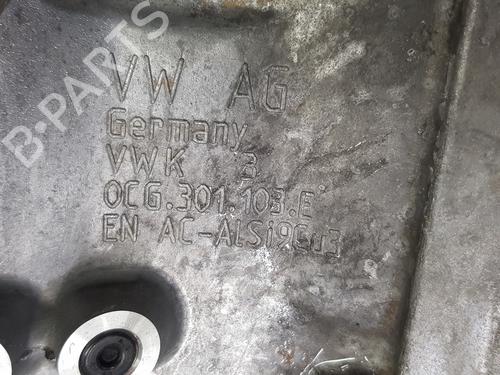 B-PARTS
VW AG
Germany
VWK 3
0CG.301.103.E
EN AC-ALSi9Cu3